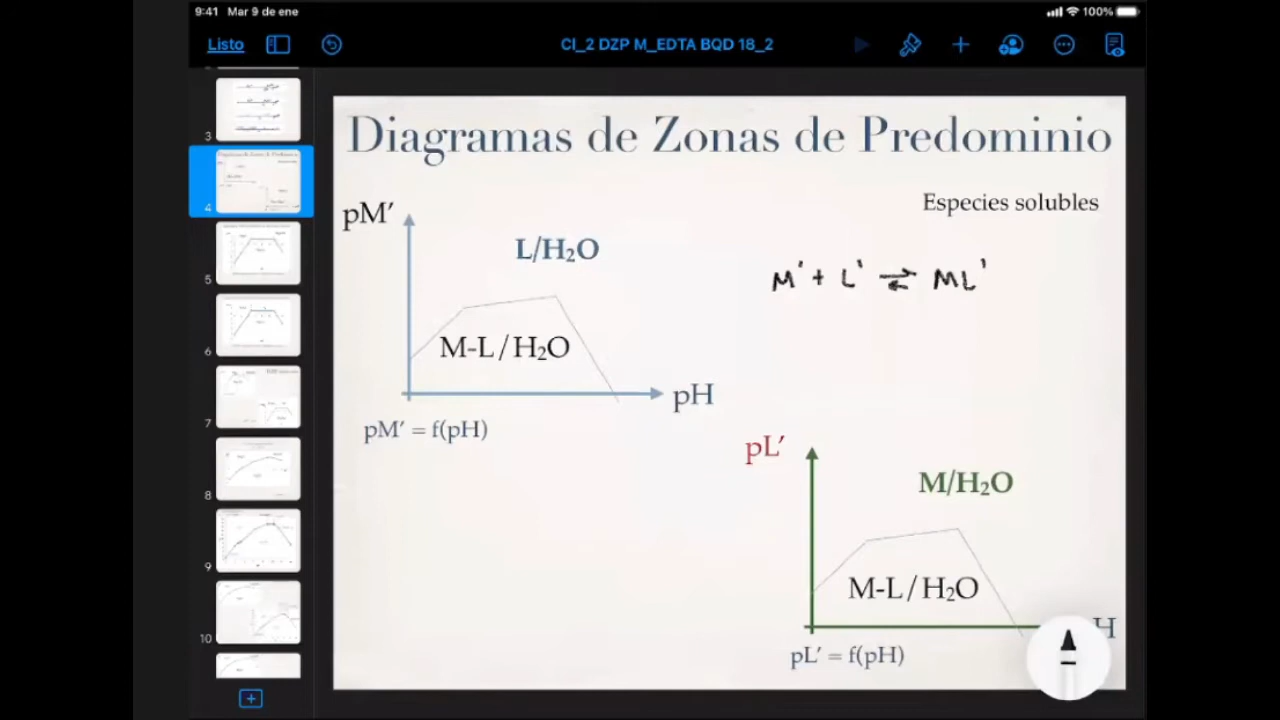 9:41 Mar 9 de ene
100%
Listo
CI_2 DZP M_EDTA BQD 18_2
3
4
5
6
7
8
9
10
Diagramas de Zonas de Predominio
Especies solubles
pM′
L/H₂O
M' + L' ⇌ ML'
M-L/H₂O
pH
pM′ = f(pH)
pL′
M/H₂O
M-L/H₂O
H
pL′ = f(pH)